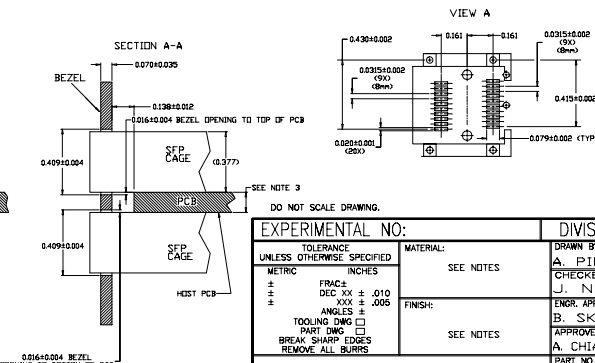 VIEW A
0.430±0.002
0.161
0.161
0.0315±0.002
(9X)
(8mm)
SECTION A-A
0.070±0.035
BEZEL
0.0315±0.002
(9X)
(8mm)
0.138±0.012
0.415±0.002
0.016±0.004 BEZEL OPENING TO TOP OF PCB
0.020±0.001
(20X)
0.079±0.002 (TYP
0.409±0.004
SFP
CAGE
(0.377)
SEE NOTE 3
PCB
DO NOT SCALE DRAWING.
0.409±0.004
SFP
CAGE
HOST PCB
0.016±0.004 BEZEL
EXPERIMENTAL NO:
DIVIS
TOLERANCE
UNLESS OTHERWISE SPECIFIED
METRIC INCHES
± FRAC±
± DEC XX ± .010
± XXX ± .005
ANGLES ±
TOOLING DWG
PART DWG
BREAK SHARP EDGES
REMOVE ALL BURRS
MATERIAL:
SEE NOTES
FINISH:
SEE NOTES
DRAWN B
A. PI
CHECKE
J. N
ENGR. APP
B. SK
APPROVE
A. CHIA
PART NO